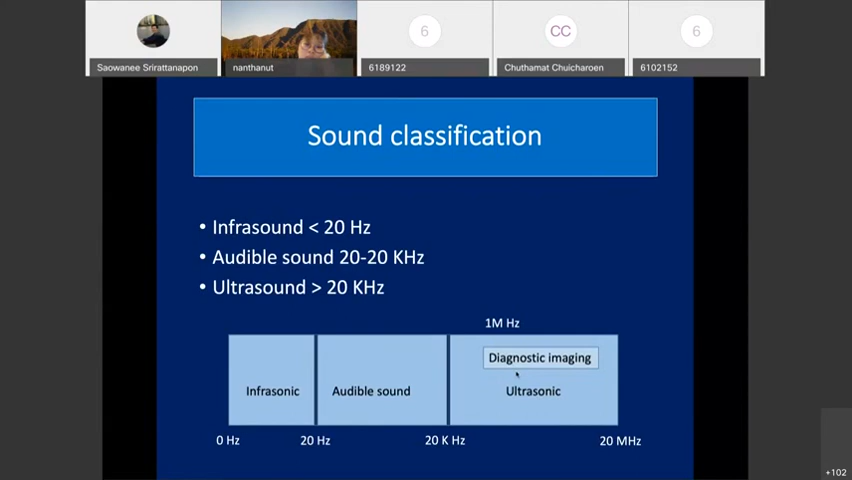 6
CC
6
Saowanee Srirattanapon
nanthanut
6189122
Chuthamat Chuicharoen
6102152
Sound classification
• Infrasound < 20 Hz
• Audible sound 20-20 KHz
• Ultrasound > 20 KHz
1M Hz
Diagnostic imaging
Infrasonic
Audible sound
Ultrasonic
0 Hz
20 Hz
20 K Hz
20 MHz
+102